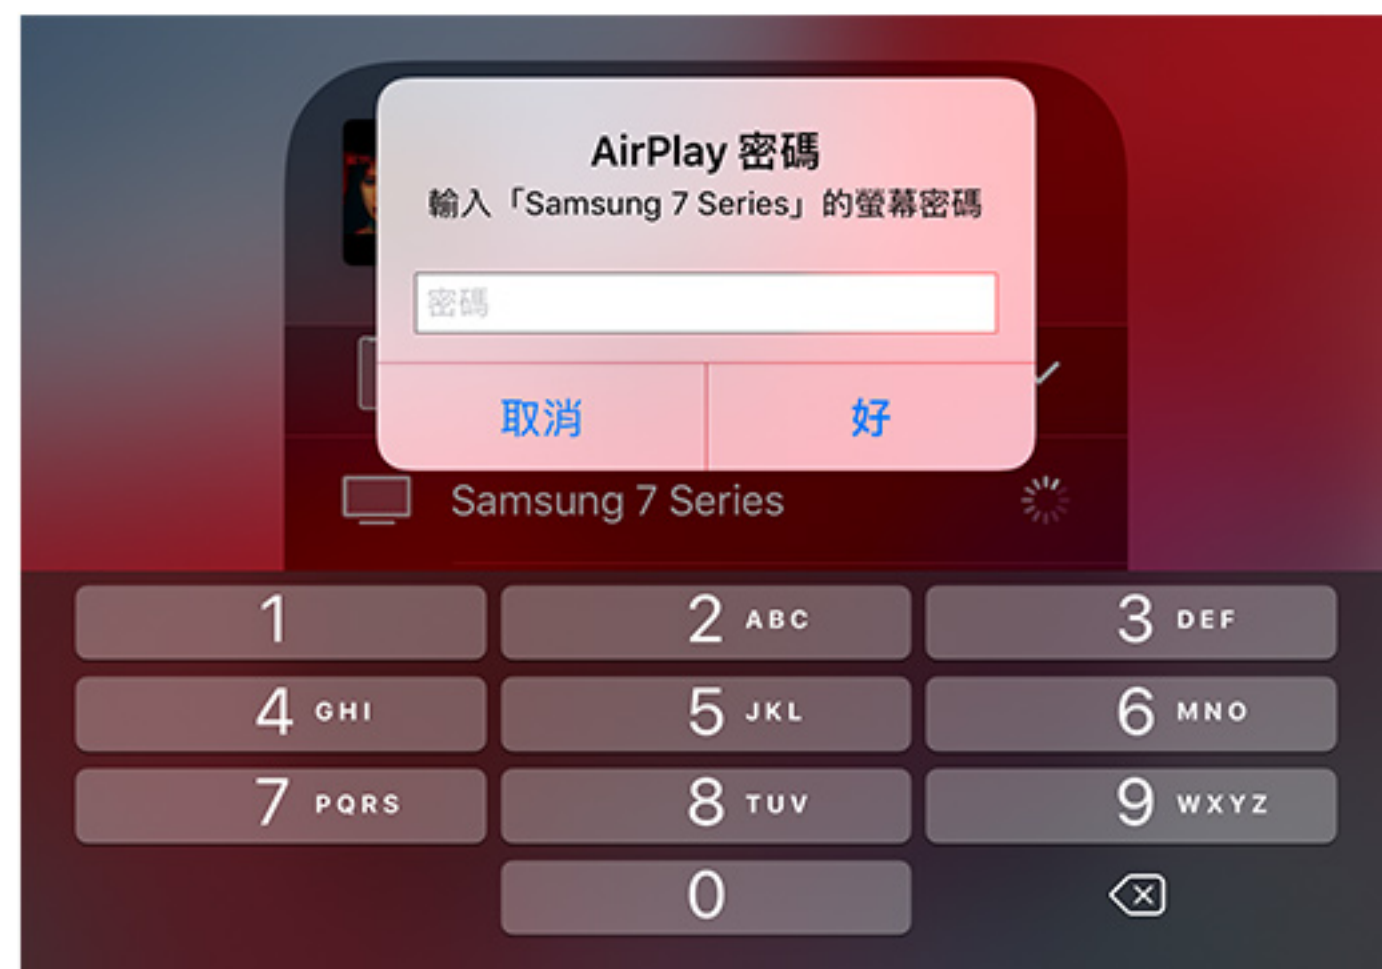 AirPlay 密碼
輸入「Samsung 7 Series」的螢幕密碼
密碼
取消
好
Samsung 7 Series
1
2 ABC
3 DEF
4 GHI
5 JKL
6 MNO
7 PQRS
8 TUV
9 WXYZ
0